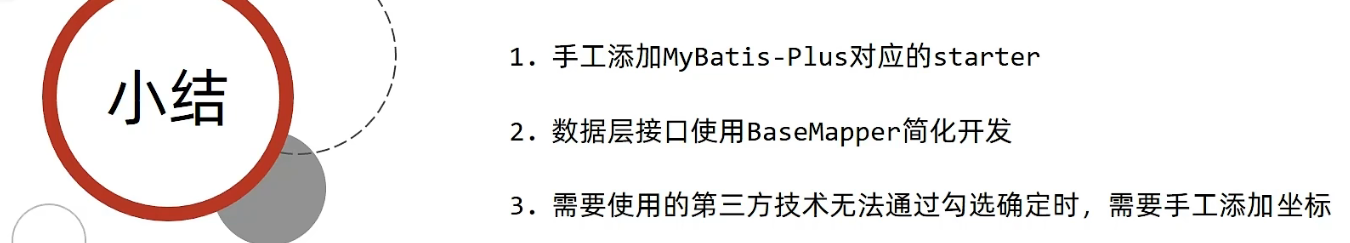 小结
1. 手工添加MyBatis-Plus对应的starter
2. 数据层接口使用BaseMapper简化开发
3. 需要使用的第三方技术无法通过勾选确定时，需要手工添加坐标